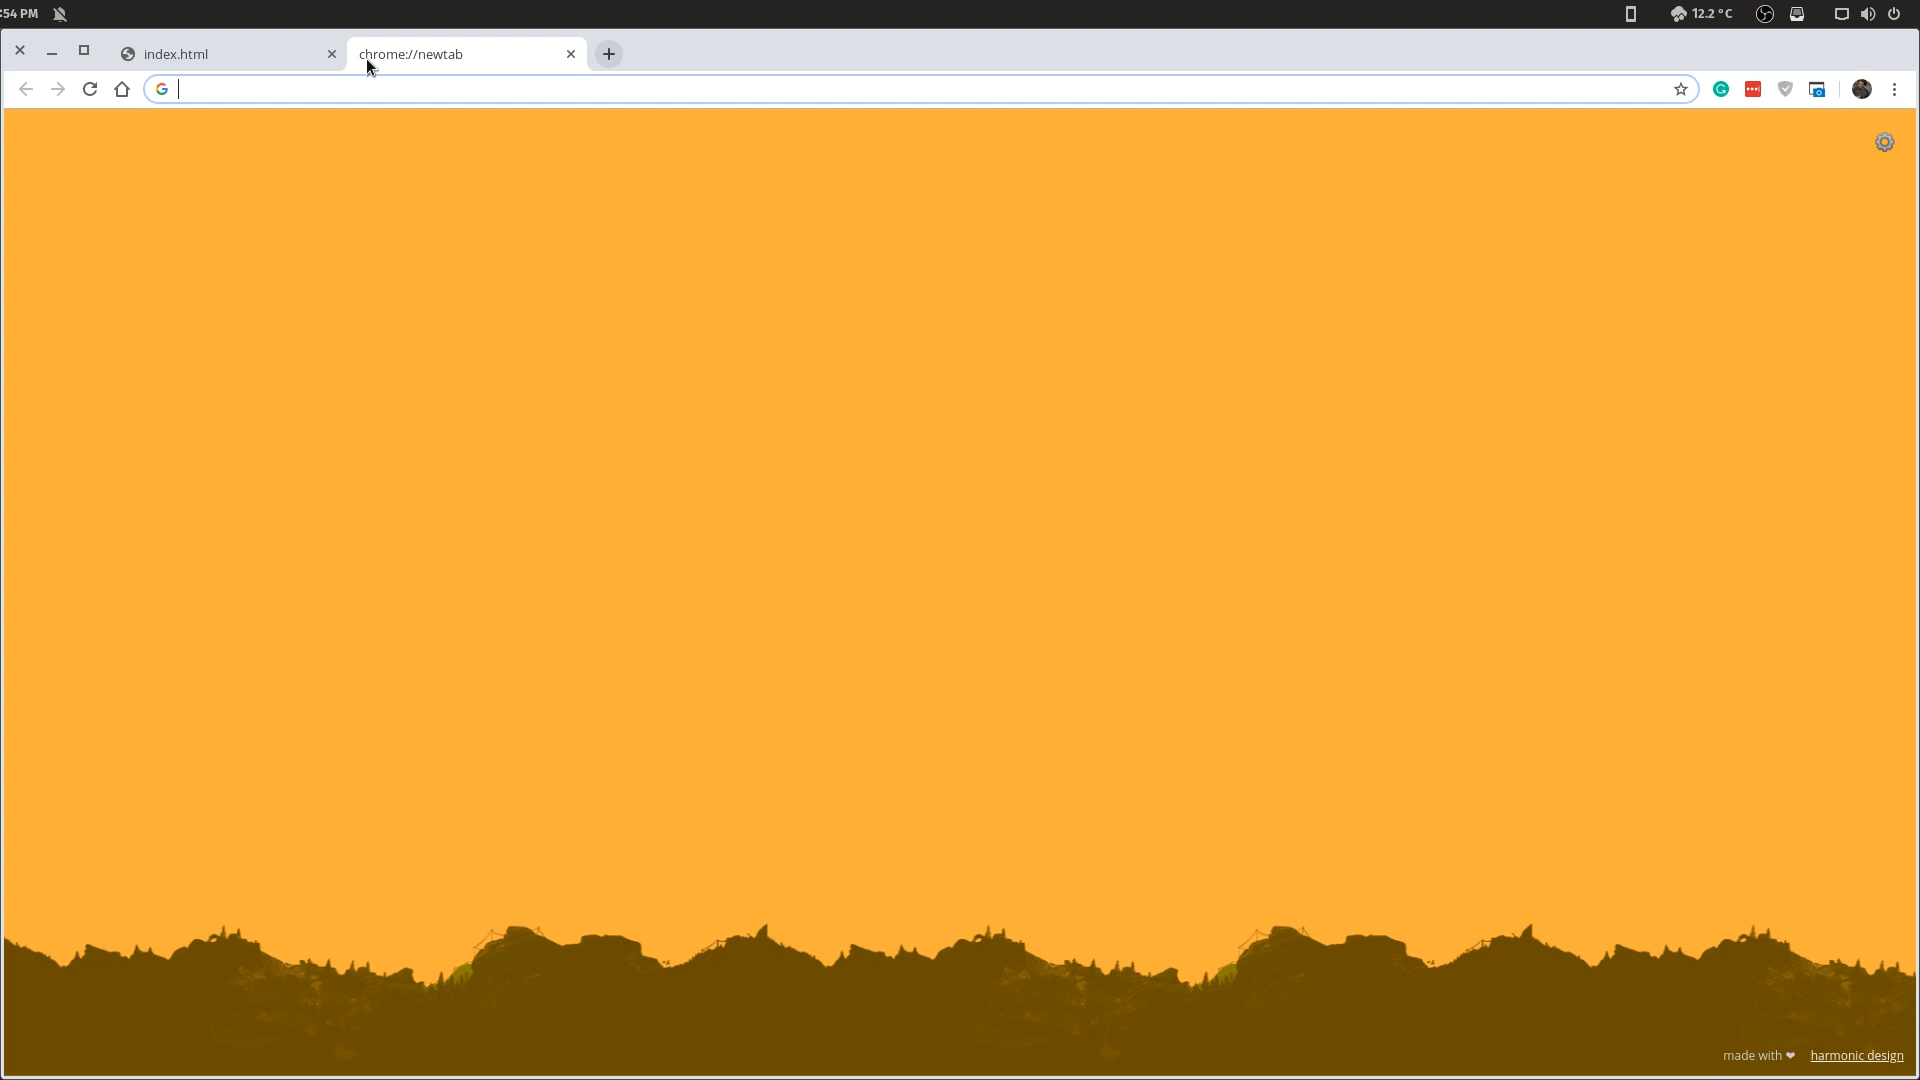 :54 PM
12.2 °C
index.html
chrome://newtab
made with ❤ harmonic design